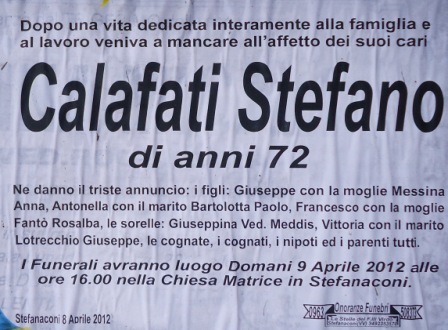 Dopo una vita dedicata interamente alla famiglia e
al lavoro veniva a mancare all'affetto dei suoi cari
Calafati Stefano
di anni 72
Ne danno il triste annuncio: i figli: Giuseppe con la moglie Messina
Anna, Antonella con il marito Bartolotta Paolo, Francesco con la moglie
Fantò Rosalba, le sorelle: Giuseppina Ved. Meddis, Vittoria con il marito
Lotrecchio Giuseppe, le cognate, i cognati, i nipoti ed i parenti tutti.
I Funerali avranno luogo Domani 9 Aprile 2012 alle
ore 16.00 nella Chiesa Matrice in Stefanaconi.
Onoranze Funebri
Stefanaconi 8 Aprile 2012